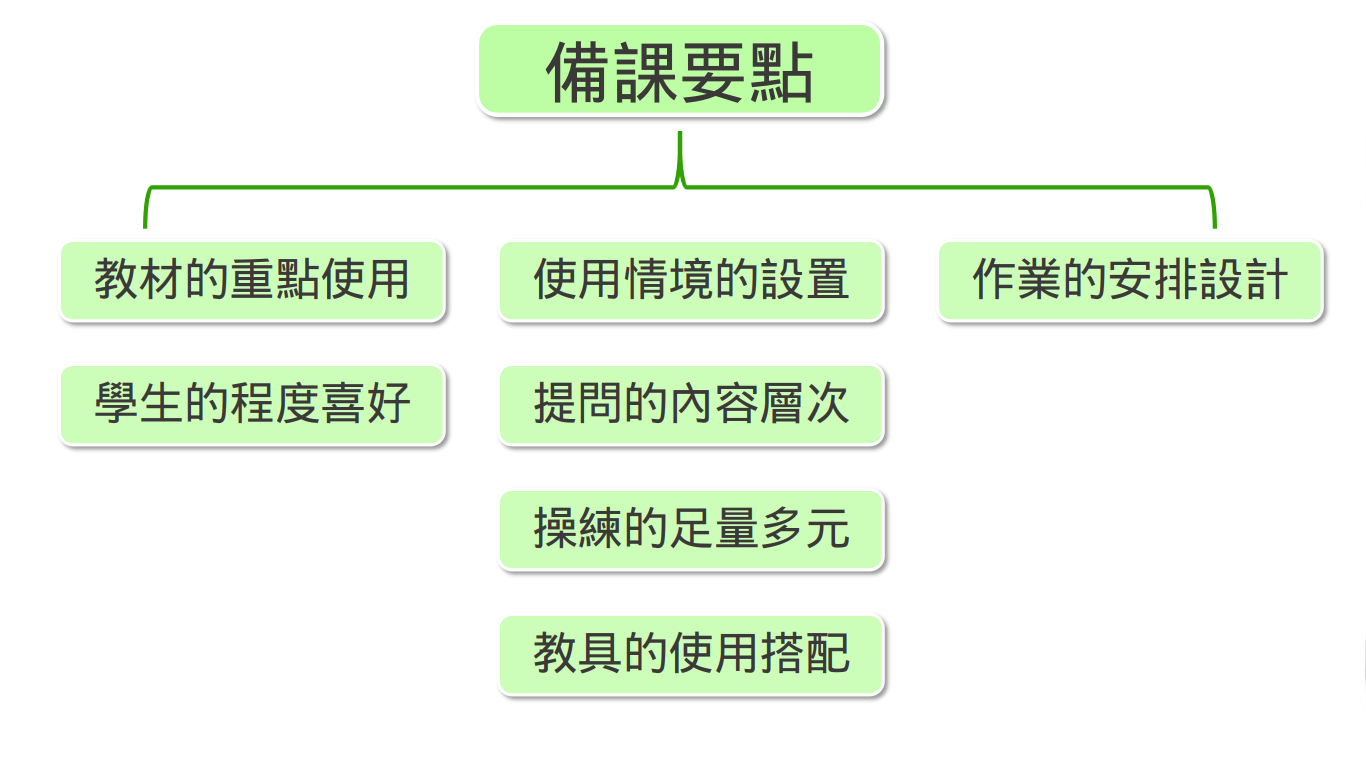 備課要點
教材的重點使用
使用情境的設置
作業的安排設計
學生的程度喜好
提問的內容層次
操練的足量多元
教具的使用搭配